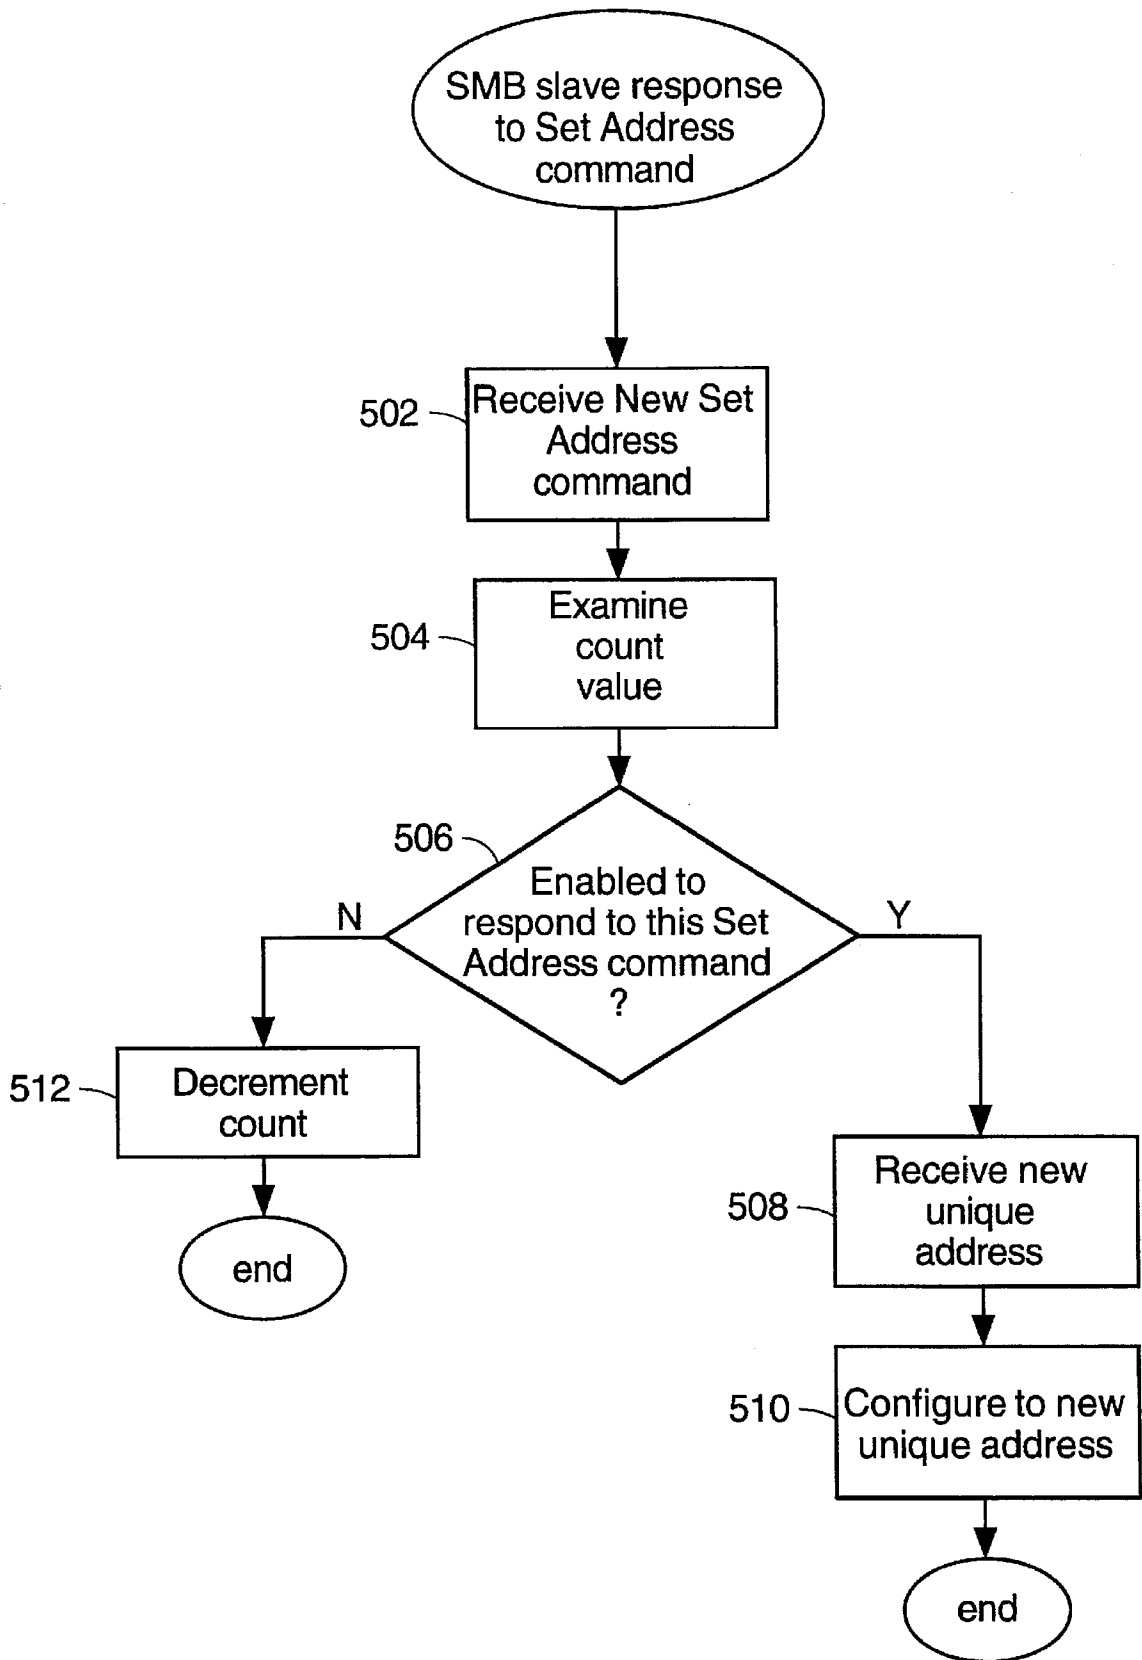 SMB slave response
to Set Address
command
502
Receive New Set
Address
command
504
Examine
count
value
506
Enabled to
respond to this Set
Address command
?
N
Y
512
Decrement
count
end
508
Receive new
unique
address
510
Configure to new
unique address
end